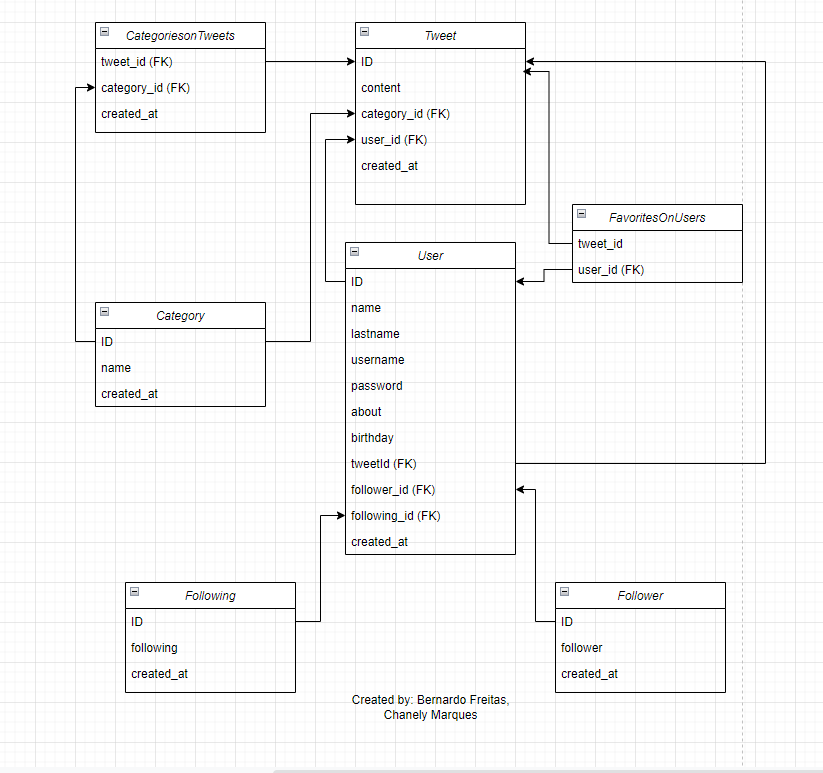 CategoriesonTweets
tweet_id (FK)
category_id (FK)
created_at
Tweet
ID
content
category_id (FK)
user_id (FK)
created_at
FavoritesOnUsers
tweet_id
user_id (FK)
User
ID
name
lastname
username
password
about
birthday
tweetId (FK)
follower_id (FK)
following_id (FK)
created_at
Category
ID
name
created_at
Following
ID
following
created_at
Follower
ID
follower
created_at
Created by: Bernardo Freitas,
Chanely Marques